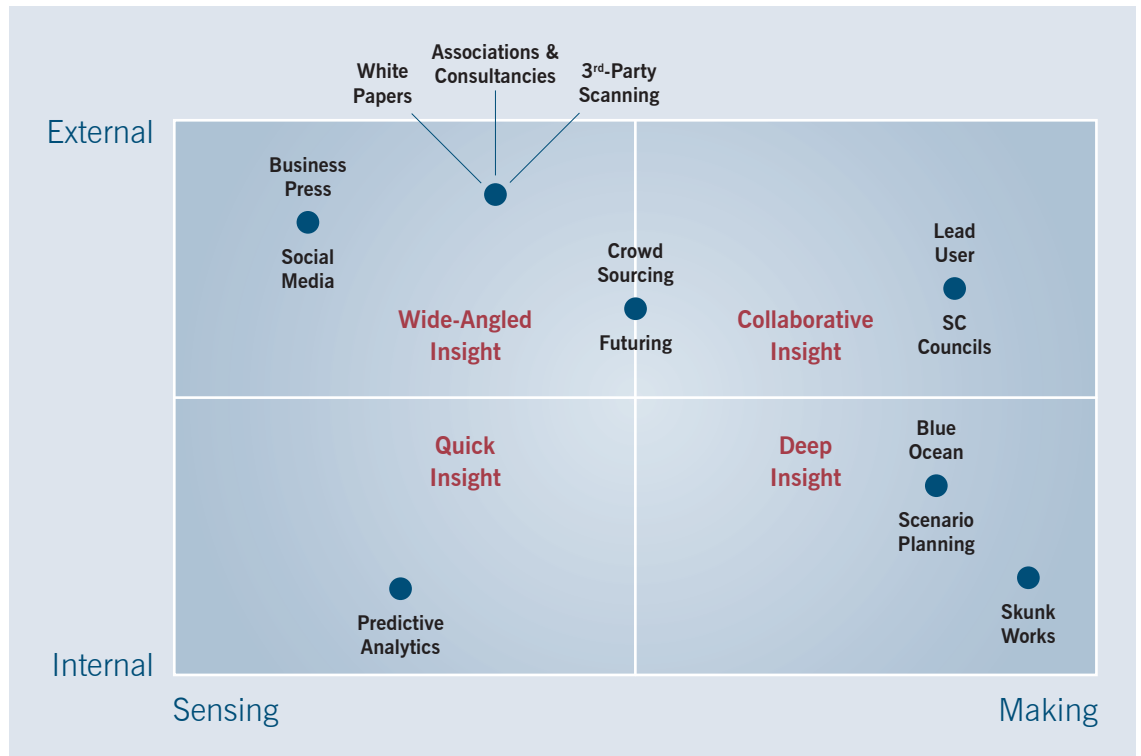 Associations &
Consultancies
White
Papers
3rd-Party
Scanning
External
Business
Press
Social
Media
Crowd
Sourcing
Futuring
Lead
User
SC
Councils
Wide-Angled
Insight
Collaborative
Insight
Quick
Insight
Deep
Insight
Blue
Ocean
Scenario
Planning
Predictive
Analytics
Skunk
Works
Internal
Sensing
Making